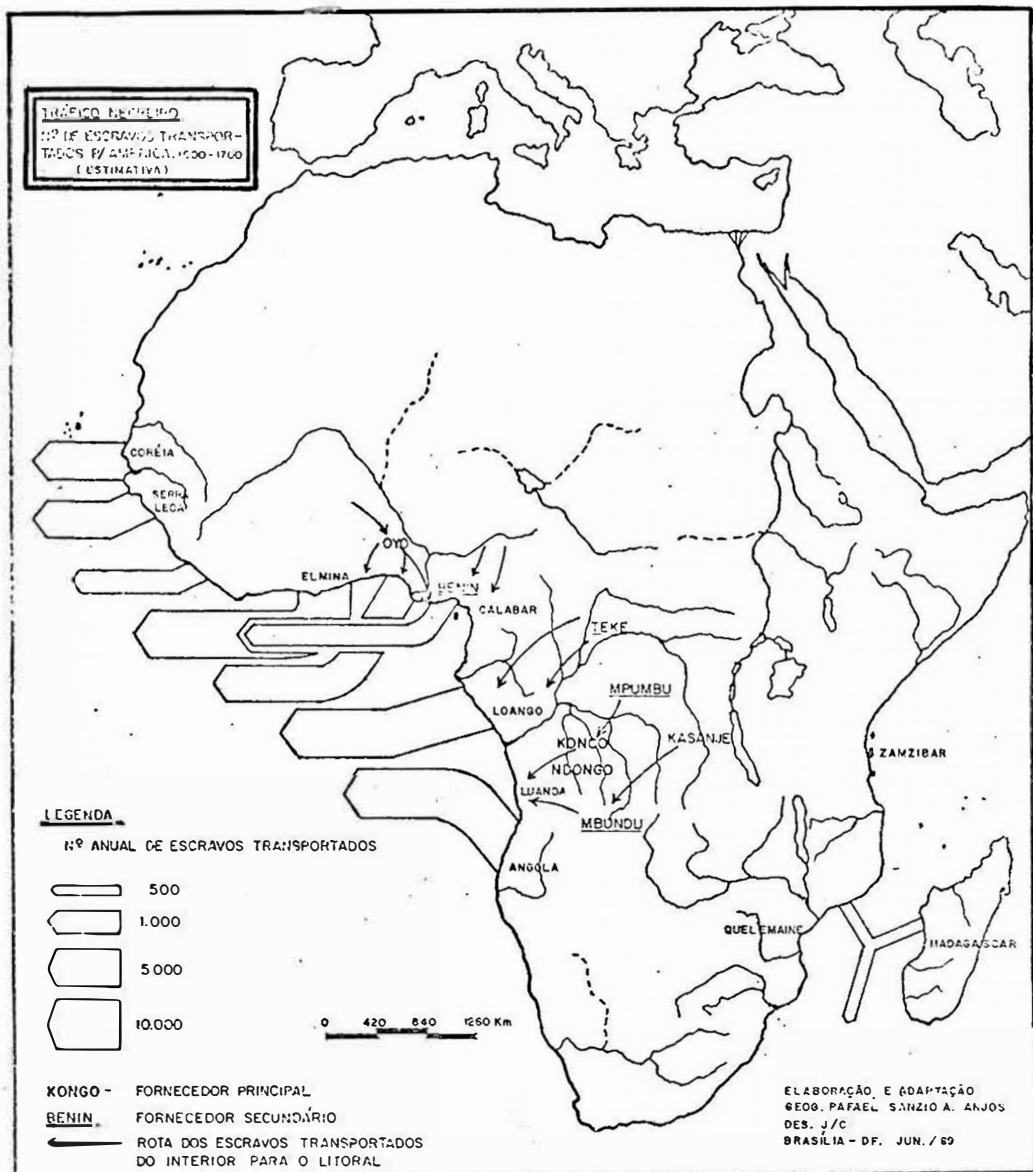 TRÁFICO NEGREIRO
Nº DE ESCRAVOS TRANSPOR-
TADOS P/ AMÉRICA,
(ESTIMATIVA)
CORÉIA
SERRA
LEOA
OYO
ELMINA
BENIN
CALABAR
TEKE
MPUMBU
LOANGO
KONGO
KASANJE
NDONGO
LUANDA
MBUNDU
ZAMZIBAR
ANGOLA
QUELEMAINE
MADAGASCAR
LEGENDA
Nº ANUAL DE ESCRAVOS TRANSPORTADOS
500
1.000
5000
10.000
0 420 840 1260 Km
KONGO - FORNECEDOR PRINCIPAL
BENIN FORNECEDOR SECUNDÁRIO
ROTA DOS ESCRAVOS TRANSPORTADOS
DO INTERIOR PARA O LITORAL
ELABORAÇÃO E ADAPTAÇÃO
GEOG. RAFAEL SANZIO A. ANJOS
DES. J/C
BRASÍLIA - DF. JUN. / 89